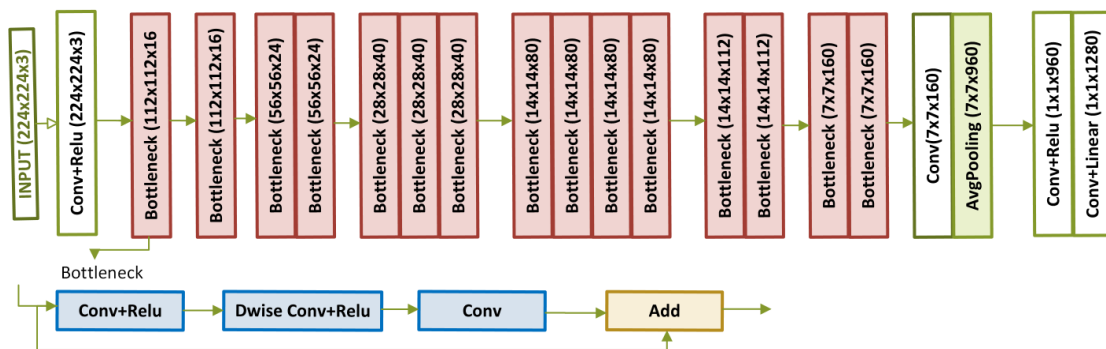 INPUT (224x224x3)
Conv+Relu (224x224x3)
Bottleneck (112x112x16
Bottleneck (112x112x16)
Bottleneck (56x56x24)
Bottleneck (56x56x24)
Bottleneck (28x28x40)
Bottleneck (28x28x40)
Bottleneck (28x28x40)
Bottleneck (14x14x80)
Bottleneck (14x14x80)
Bottleneck (14x14x80)
Bottleneck (14x14x80)
Bottleneck (14x14x112)
Bottleneck (14x14x112)
Bottleneck (7x7x160)
Bottleneck (7x7x160)
Conv(7x7x160)
AvgPooling (7x7x960)
Conv+Relu (1x1x960)
Conv+Linear (1x1x1280)
Bottleneck
Conv+Relu
Dwise Conv+Relu
Conv
Add